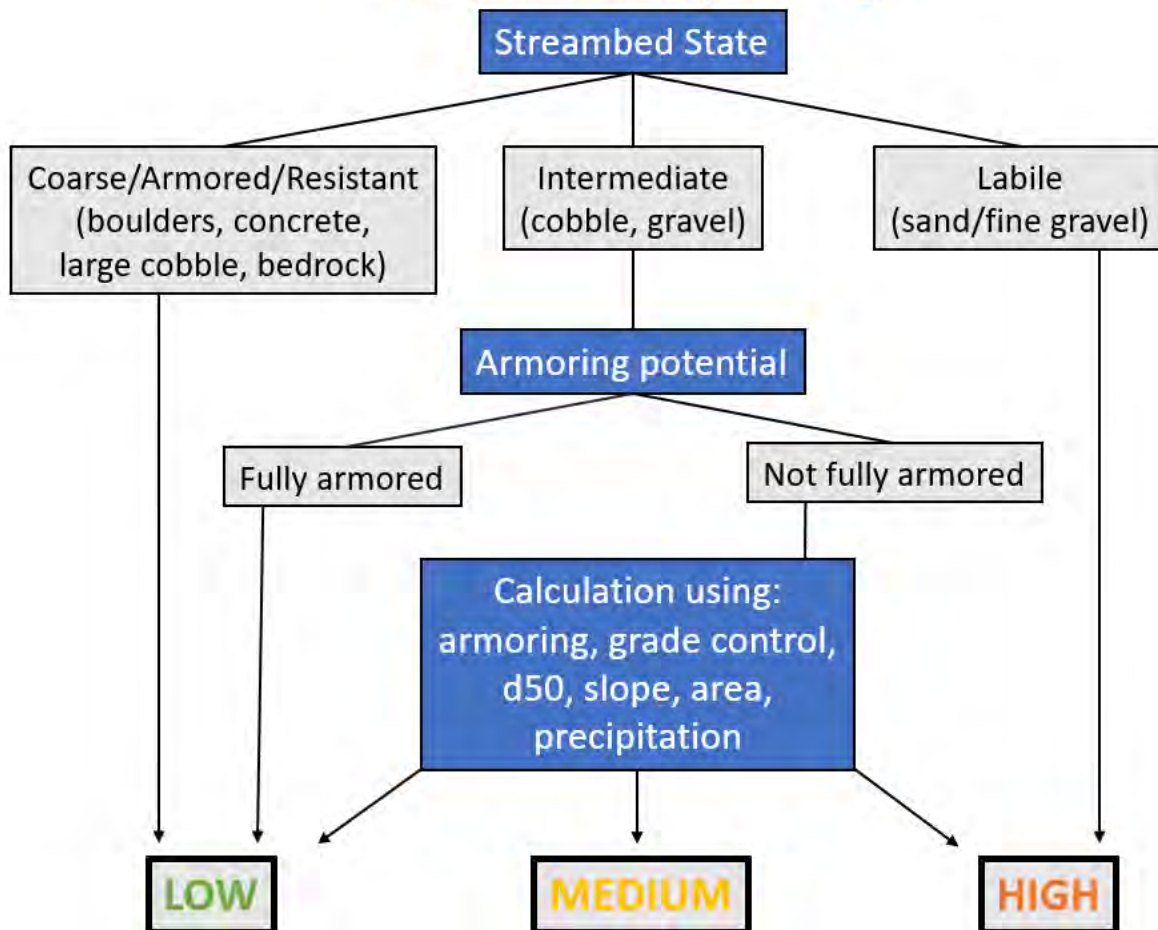 Streambed State
Coarse/Armored/Resistant
(boulders, concrete,
large cobble, bedrock)
Intermediate
(cobble, gravel)
Labile
(sand/fine gravel)
Armoring potential
Fully armored
Not fully armored
Calculation using:
armoring, grade control,
d50, slope, area,
precipitation
LOW
MEDIUM
HIGH